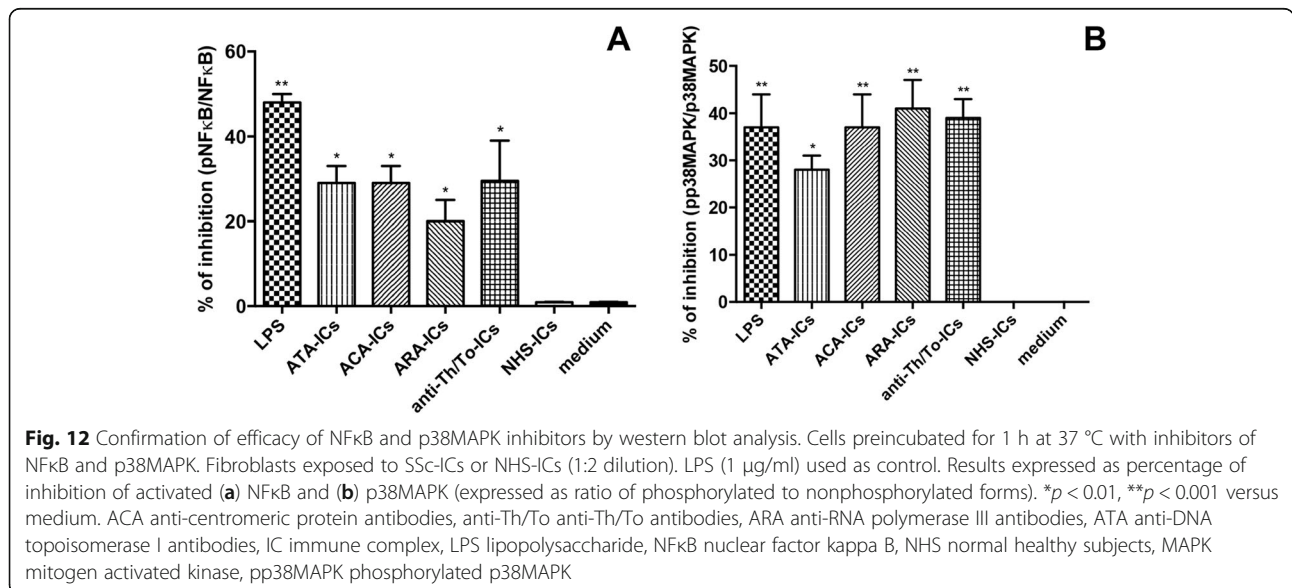 A
% of inhibition (pNFκB/NFκB)
60
40
20
0
**
*
*
*
*
LPS
ATA-ICs
ACA-ICs
ARA-ICs
anti-Th/To-ICs
NHS-ICs
medium
B
% of inhibition (pp38MAPK/p38MAPK)
50
40
30
20
10
0
**
*
**
**
**
LPS
ATA-ICs
ACA-ICs
ARA-ICs
anti-Th/To-ICs
NHS-ICs
medium
Fig. 12 Confirmation of efficacy of NFκB and p38MAPK inhibitors by western blot analysis. Cells preincubated for 1 h at 37 °C with inhibitors of
NFκB and p38MAPK. Fibroblasts exposed to SSc-ICs or NHS-ICs (1:2 dilution). LPS (1 μg/ml) used as control. Results expressed as percentage of
inhibition of activated (a) NFκB and (b) p38MAPK (expressed as ratio of phosphorylated to nonphosphorylated forms). *p < 0.01, **p < 0.001 versus
medium. ACA anti-centromeric protein antibodies, anti-Th/To anti-Th/To antibodies, ARA anti-RNA polymerase III antibodies, ATA anti-DNA
topoisomerase I antibodies, IC immune complex, LPS lipopolysaccharide, NFκB nuclear factor kappa B, NHS normal healthy subjects, MAPK
mitogen activated kinase, pp38MAPK phosphorylated p38MAPK